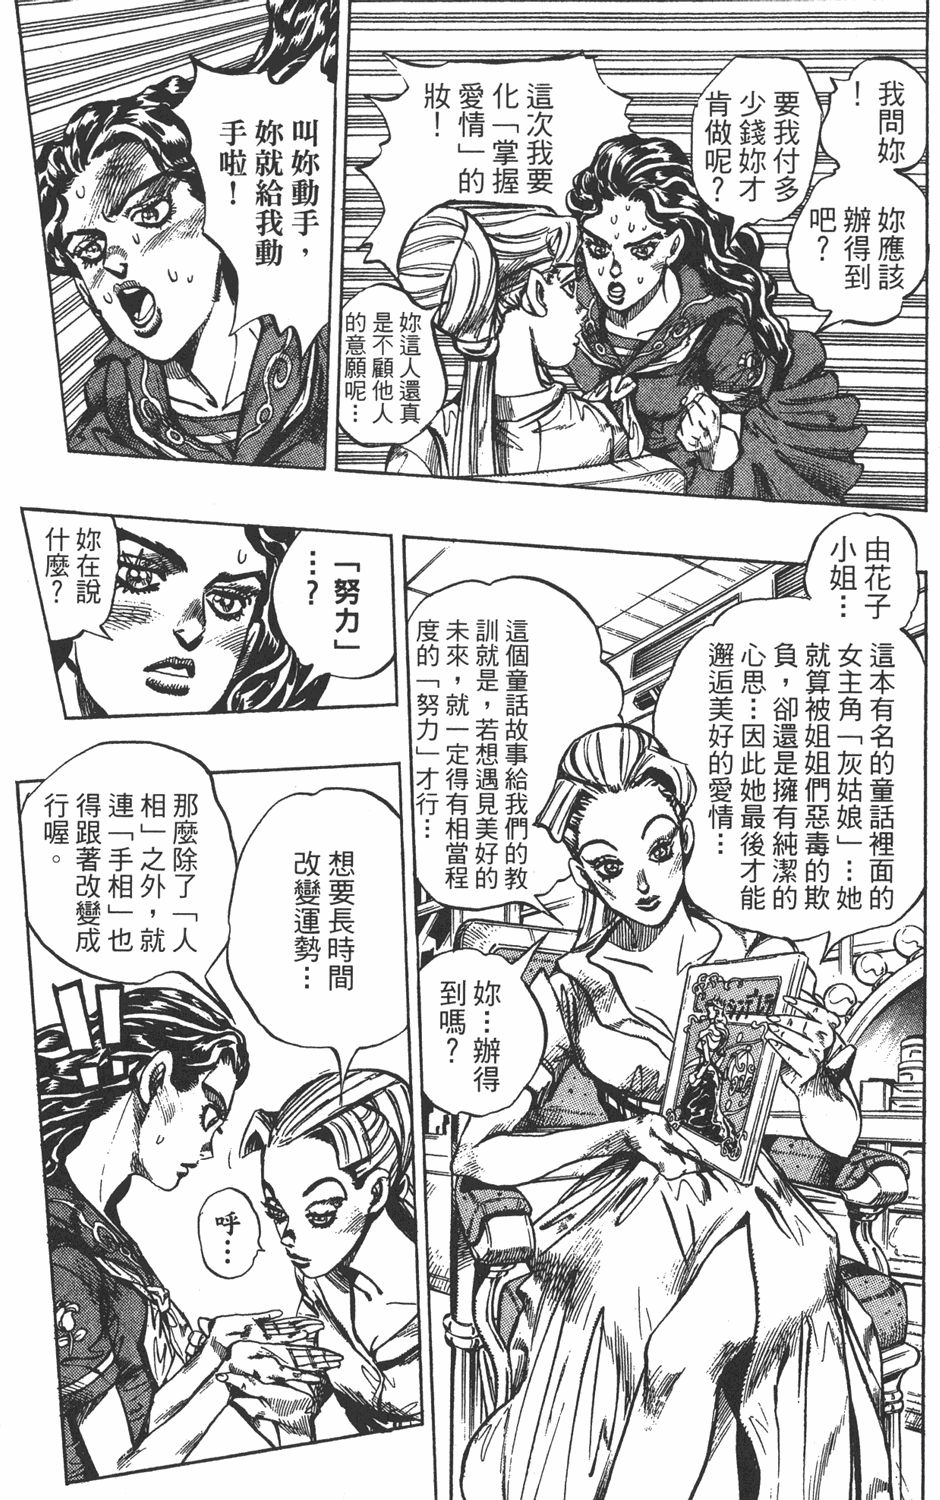 我問妳
！
妳應該
辦得到
吧？
要我付多
少錢妳才
肯做呢？
這次我要
化「掌握
愛情」的
妝！
妳這人還真
是不顧他人
的意願呢…
叫妳動手，
妳就給我動
手啦！
由花子
小姐…
這本有名的童話裡面的
女主角「灰姑娘」…她
就算被姐姐們惡毒的欺
負，卻還是擁有純潔的
心思…因此她最後才能
邂逅美好的愛情…
這個童話故事給我們的教
訓就是，若想遇見美好的
未來，就一定得有相當程
度的「努力」才行…
妳…辦得
到嗎？
「努力」
…？
妳在說
什麼？
想要長時間
改變運勢…
那麼除了「人
相」之外，就
連「手相」也
得跟著改變成
行喔。
呼…